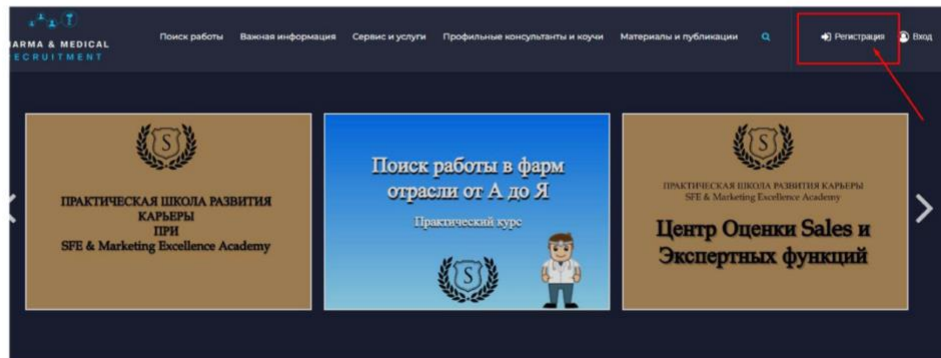 PHARMA & MEDICAL
RECRUITMENT
Поиск работы
Важная информация
Сервис и услуги
Профильные консультанты и коучи
Материалы и публикации
Регистрация
Вход
S
ПРАКТИЧЕСКАЯ ШКОЛА РАЗВИТИЯ
КАРЬЕРЫ
ПРИ
SFE & Marketing Excellence Academy
Поиск работы в фарм
отрасли от А до Я
Практический курс
S
S
ПРАКТИЧЕСКАЯ ШКОЛА РАЗВИТИЯ КАРЬЕРЫ
SFE & Marketing Excellence Academy
Центр Оценки Sales и
Экспертных функций